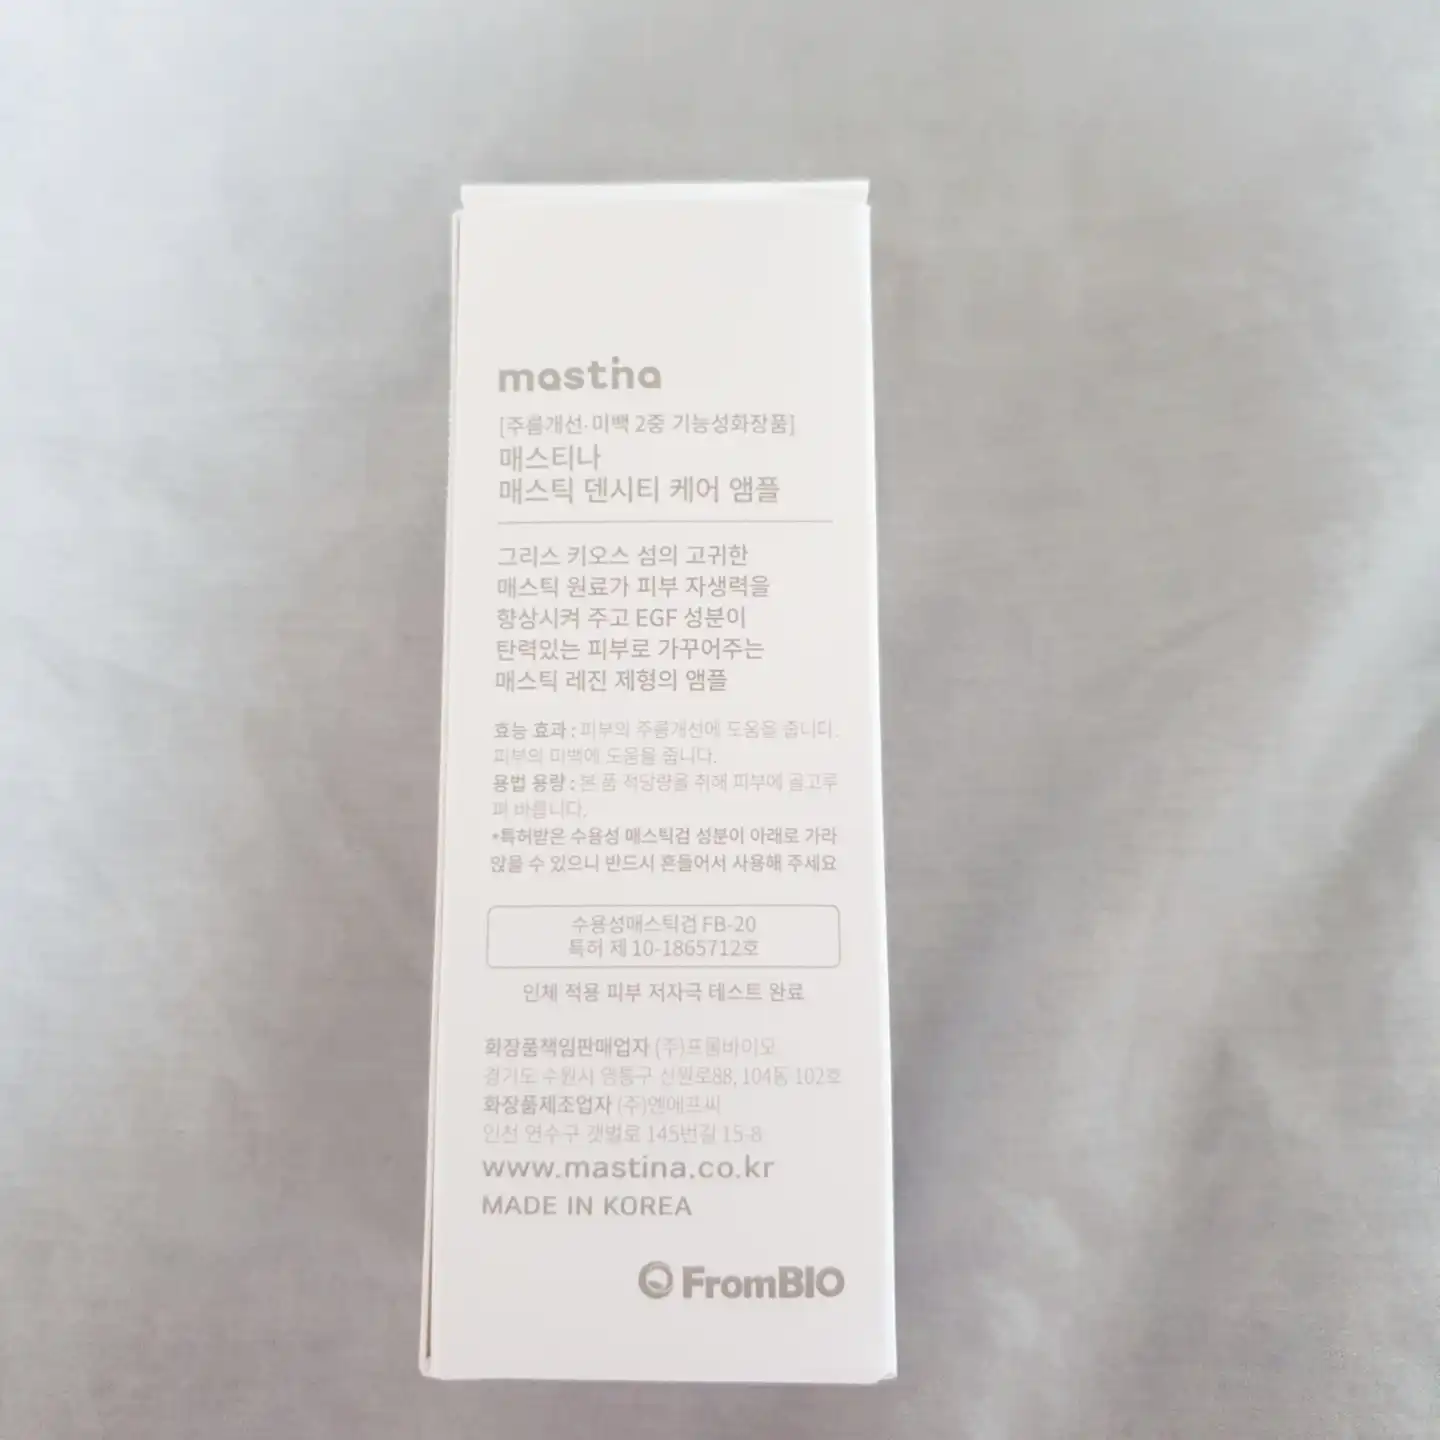 mastina
[주름개선·미백 2중 기능성화장품]
매스티나
매스틱 덴시티 케어 앰플
그리스 키오스 섬의 고귀한
매스틱 원료가 피부 자생력을
향상시켜 주고 EGF 성분이
탄력있는 피부로 가꾸어주는
매스틱 레진 제형의 앰플
효능 효과 : 피부의 주름개선에 도움을 줍니다.
피부의 미백에 도움을 줍니다.
용법 용량 : 본 품 적당량을 취해 피부에 골고루
펴 바릅니다.
*특허받은 수용성 매스틱검 성분이 아래로 가라
앉을 수 있으니 반드시 흔들어서 사용해 주세요
수용성매스틱검 FB-20
특허 제 10-1865712호
인체 적용 피부 저자극 테스트 완료
화장품책임판매업자 (주)프롬바이오
경기도 수원시 영통구 신원로88, 104동 102호
화장품제조업자 (주)엔에프씨
인천 연수구 갯벌로 145번길 15-8
www.mastina.co.kr
MADE IN KOREA
FromBIO